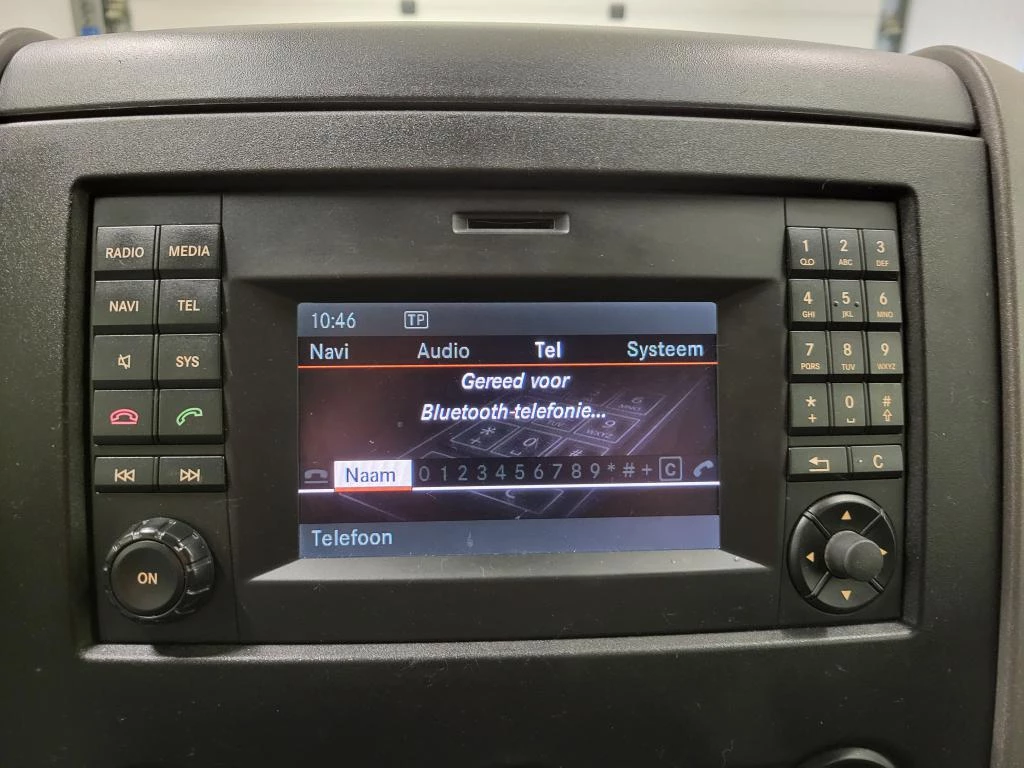 RADIO MEDIA
NAVI TEL
SYS
ON
10:46 TP
Navi Audio Tel Systeem
Gereed voor
Bluetooth-telefonie...
Naam 0 1 2 3 4 5 6 7 8 9 * # + C
Telefoon
1 2 3
ABC DEF
4 5 6
GHI JKL MNO
7 8 9
PQRS TUV WXYZ
* 0 #
+
C